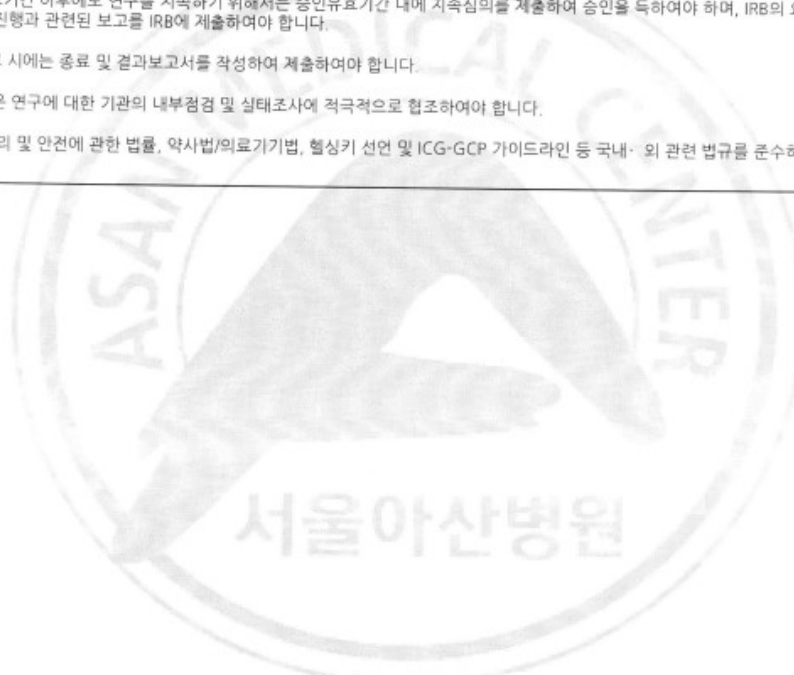 기간 이후에도 연구를 지속하기 위해서는 승인유효기간 내에 지속심의를 제출하여 승인을 득하여야 하며, IRB의
진행과 관련된 보고를 IRB에 제출하여야 합니다.
시에는 종료 및 결과보고서를 작성하여 제출하여야 합니다.
은 연구에 대한 기관의 내부점검 및 실태조사에 적극적으로 협조하여야 합니다.
의 및 안전에 관한 법률, 약사법/의료기기법, 헬싱키 선언 및 ICG-GCP 가이드라인 등 국내· 외 관련 법규를 준수하
ASAN MEDICAL CENTER
서울아산병원